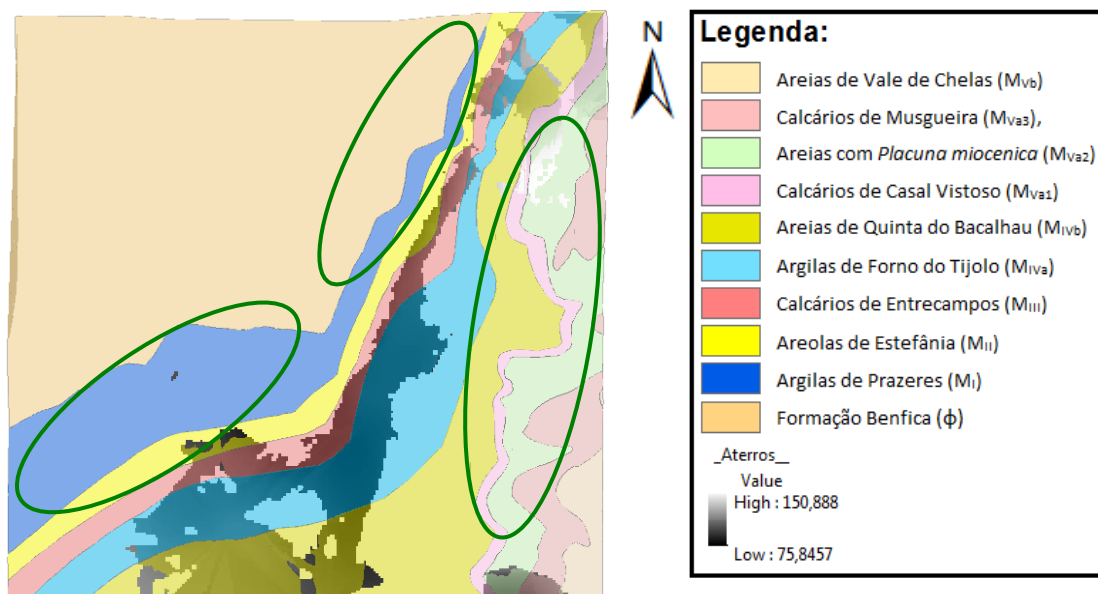 N
Legenda:
Areias de Vale de Chelas (MVb)
Calcários de Musgueira (MVa3),
Areias com Placuna miocenica (MVa2)
Calcários de Casal Vistoso (MVa1)
Areias de Quinta do Bacalhau (MIVb)
Argilas de Forno do Tijolo (MIVa)
Calcários de Entrecampos (MIII)
Areolas de Estefânia (MII)
Argilas de Prazeres (MI)
Formação Benfica (ϕ)
_Aterros__
Value
High : 150,888
Low : 75,8457